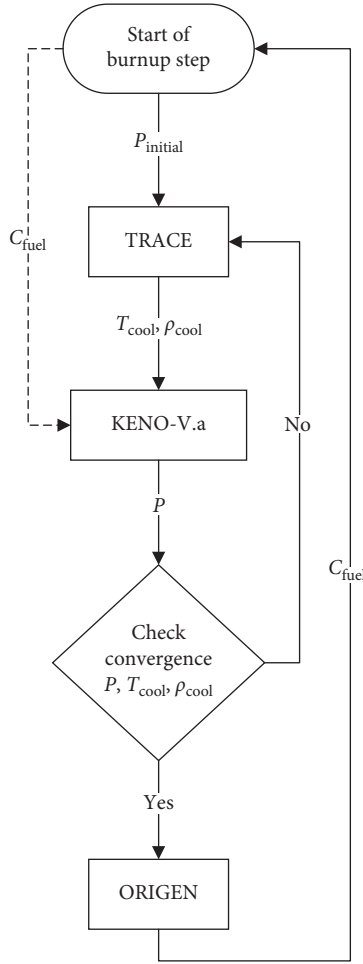 Start of
burnup step
P_initial
TRACE
C_fuel
T_cool, ρ_cool
KENO-V.a
No
P
C_fuel
Check
convergence
P, T_cool, ρ_cool
Yes
ORIGEN